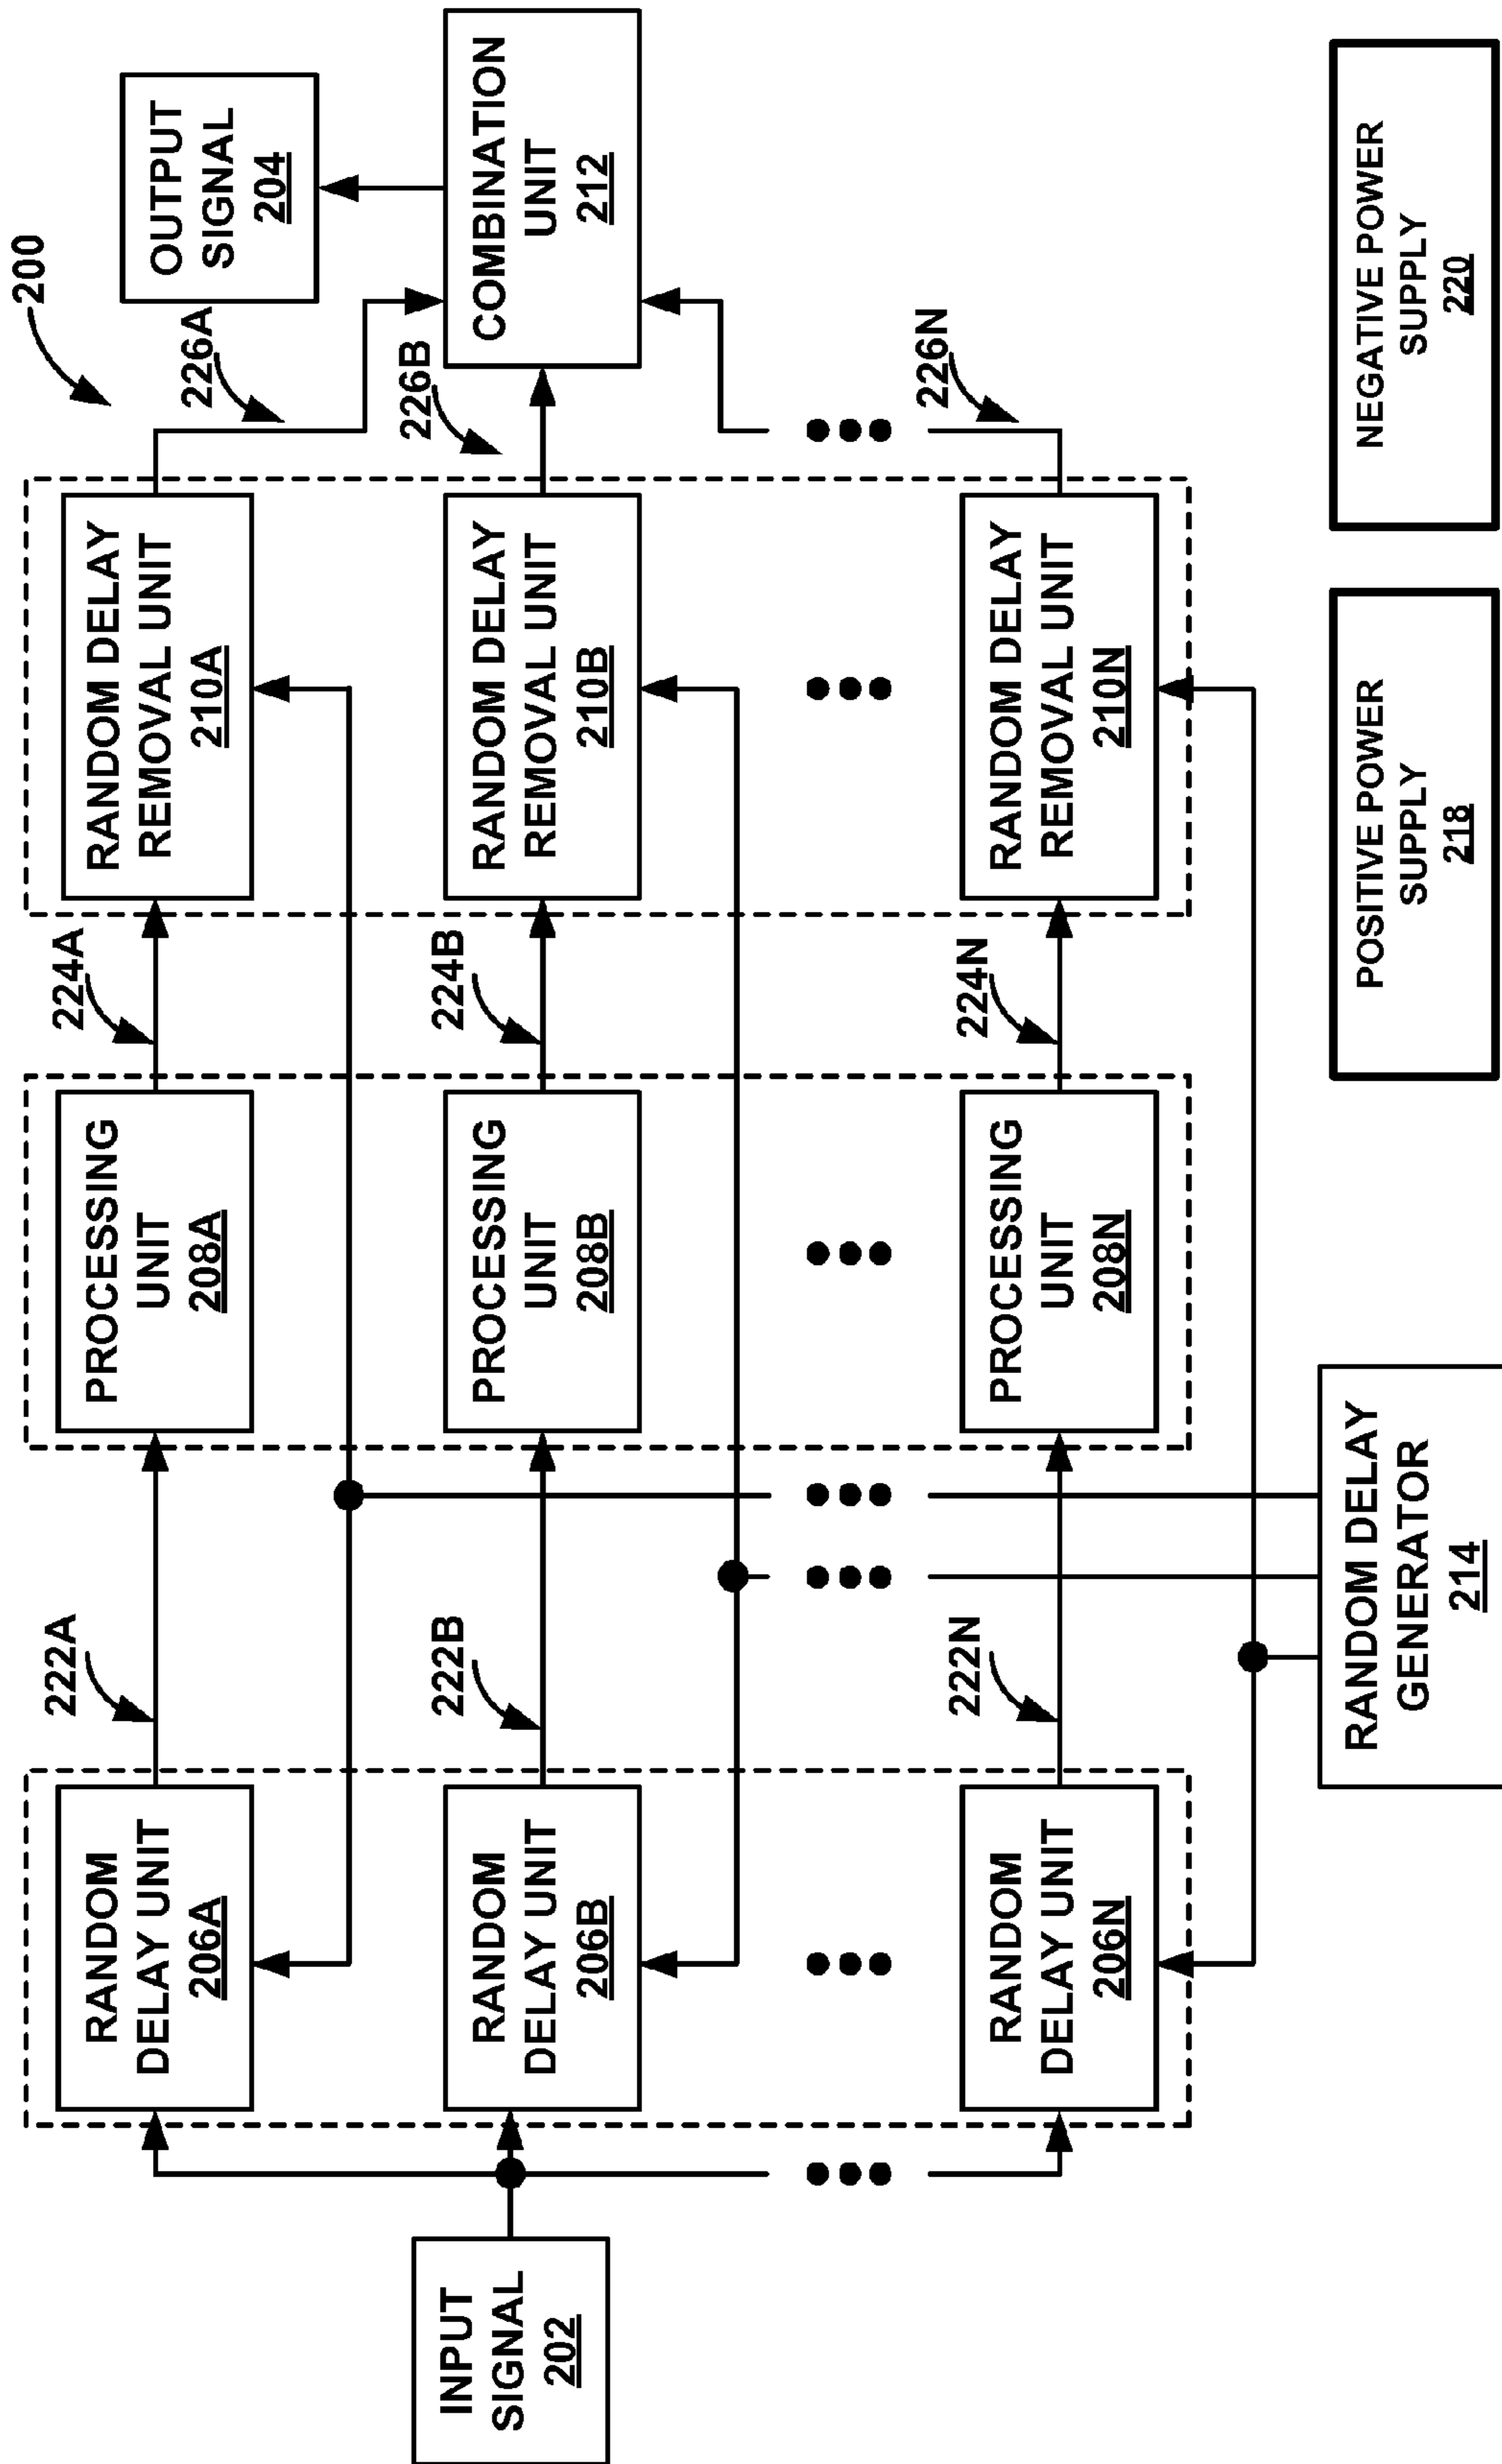 200
INPUT
SIGNAL
202
RANDOM
DELAY UNIT
206A
222A
PROCESSING
UNIT
208A
224A
RANDOM DELAY
REMOVAL UNIT
210A
226A
OUTPUT
SIGNAL
204
RANDOM
DELAY UNIT
206B
222B
PROCESSING
UNIT
208B
224B
RANDOM DELAY
REMOVAL UNIT
210B
226B
COMBINATION
UNIT
212
RANDOM
DELAY UNIT
206N
222N
PROCESSING
UNIT
208N
224N
RANDOM DELAY
REMOVAL UNIT
210N
226N
RANDOM DELAY
GENERATOR
214
POSITIVE POWER
SUPPLY
218
NEGATIVE POWER
SUPPLY
220